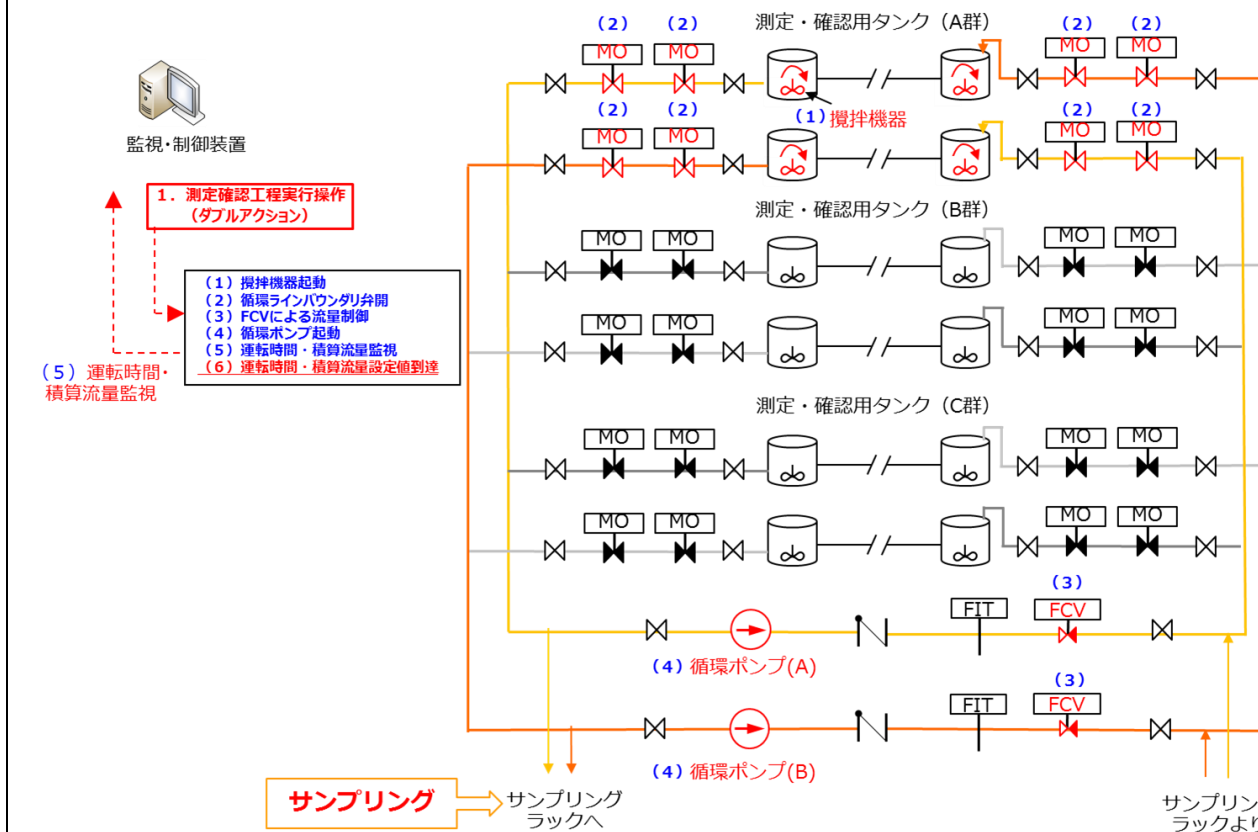 測定・確認用タンク（A群）
（2） （2） （2） （2）
MO MO MO MO
（1）攪拌機器
（2） （2） （2） （2）
MO MO MO MO
監視・制御装置
1．測定確認工程実行操作
（ダブルアクション）
測定・確認用タンク（B群）
MO MO MO MO
（1）攪拌機器起動
（2）循環ラインバウンダリ弁開
（3）FCVによる流量制御
（4）循環ポンプ起動
（5）運転時間・積算流量監視
（6）運転時間・積算流量設定値到達
MO MO MO MO
（5）運転時間・
積算流量監視
測定・確認用タンク（C群）
MO MO MO MO
MO MO MO MO
（3）
FIT FCV
（4）循環ポンプ(A)
（3）
FIT FCV
（4）循環ポンプ(B)
サンプリング
サンプリング
ラックへ
サンプリン
ラックより